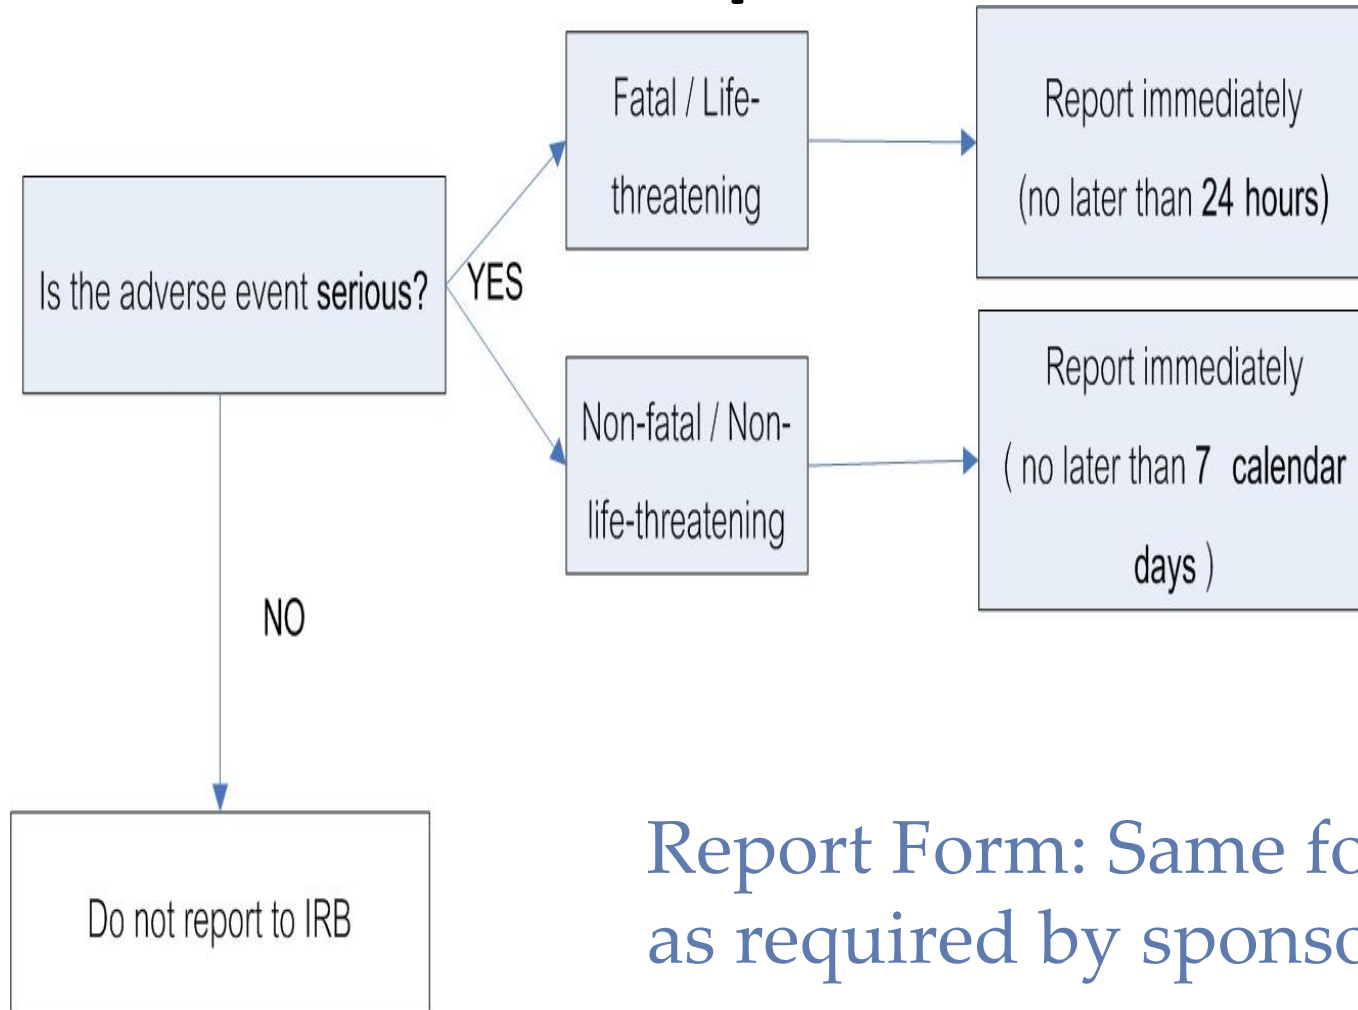 Fatal / Life-
threatening
Report immediately
(no later than 24 hours)
Is the adverse event serious?
YES
Non-fatal / Non-
life-threatening
Report immediately
( no later than 7 calendar
days )
NO
Do not report to IRB
Report Form: Same
as required by